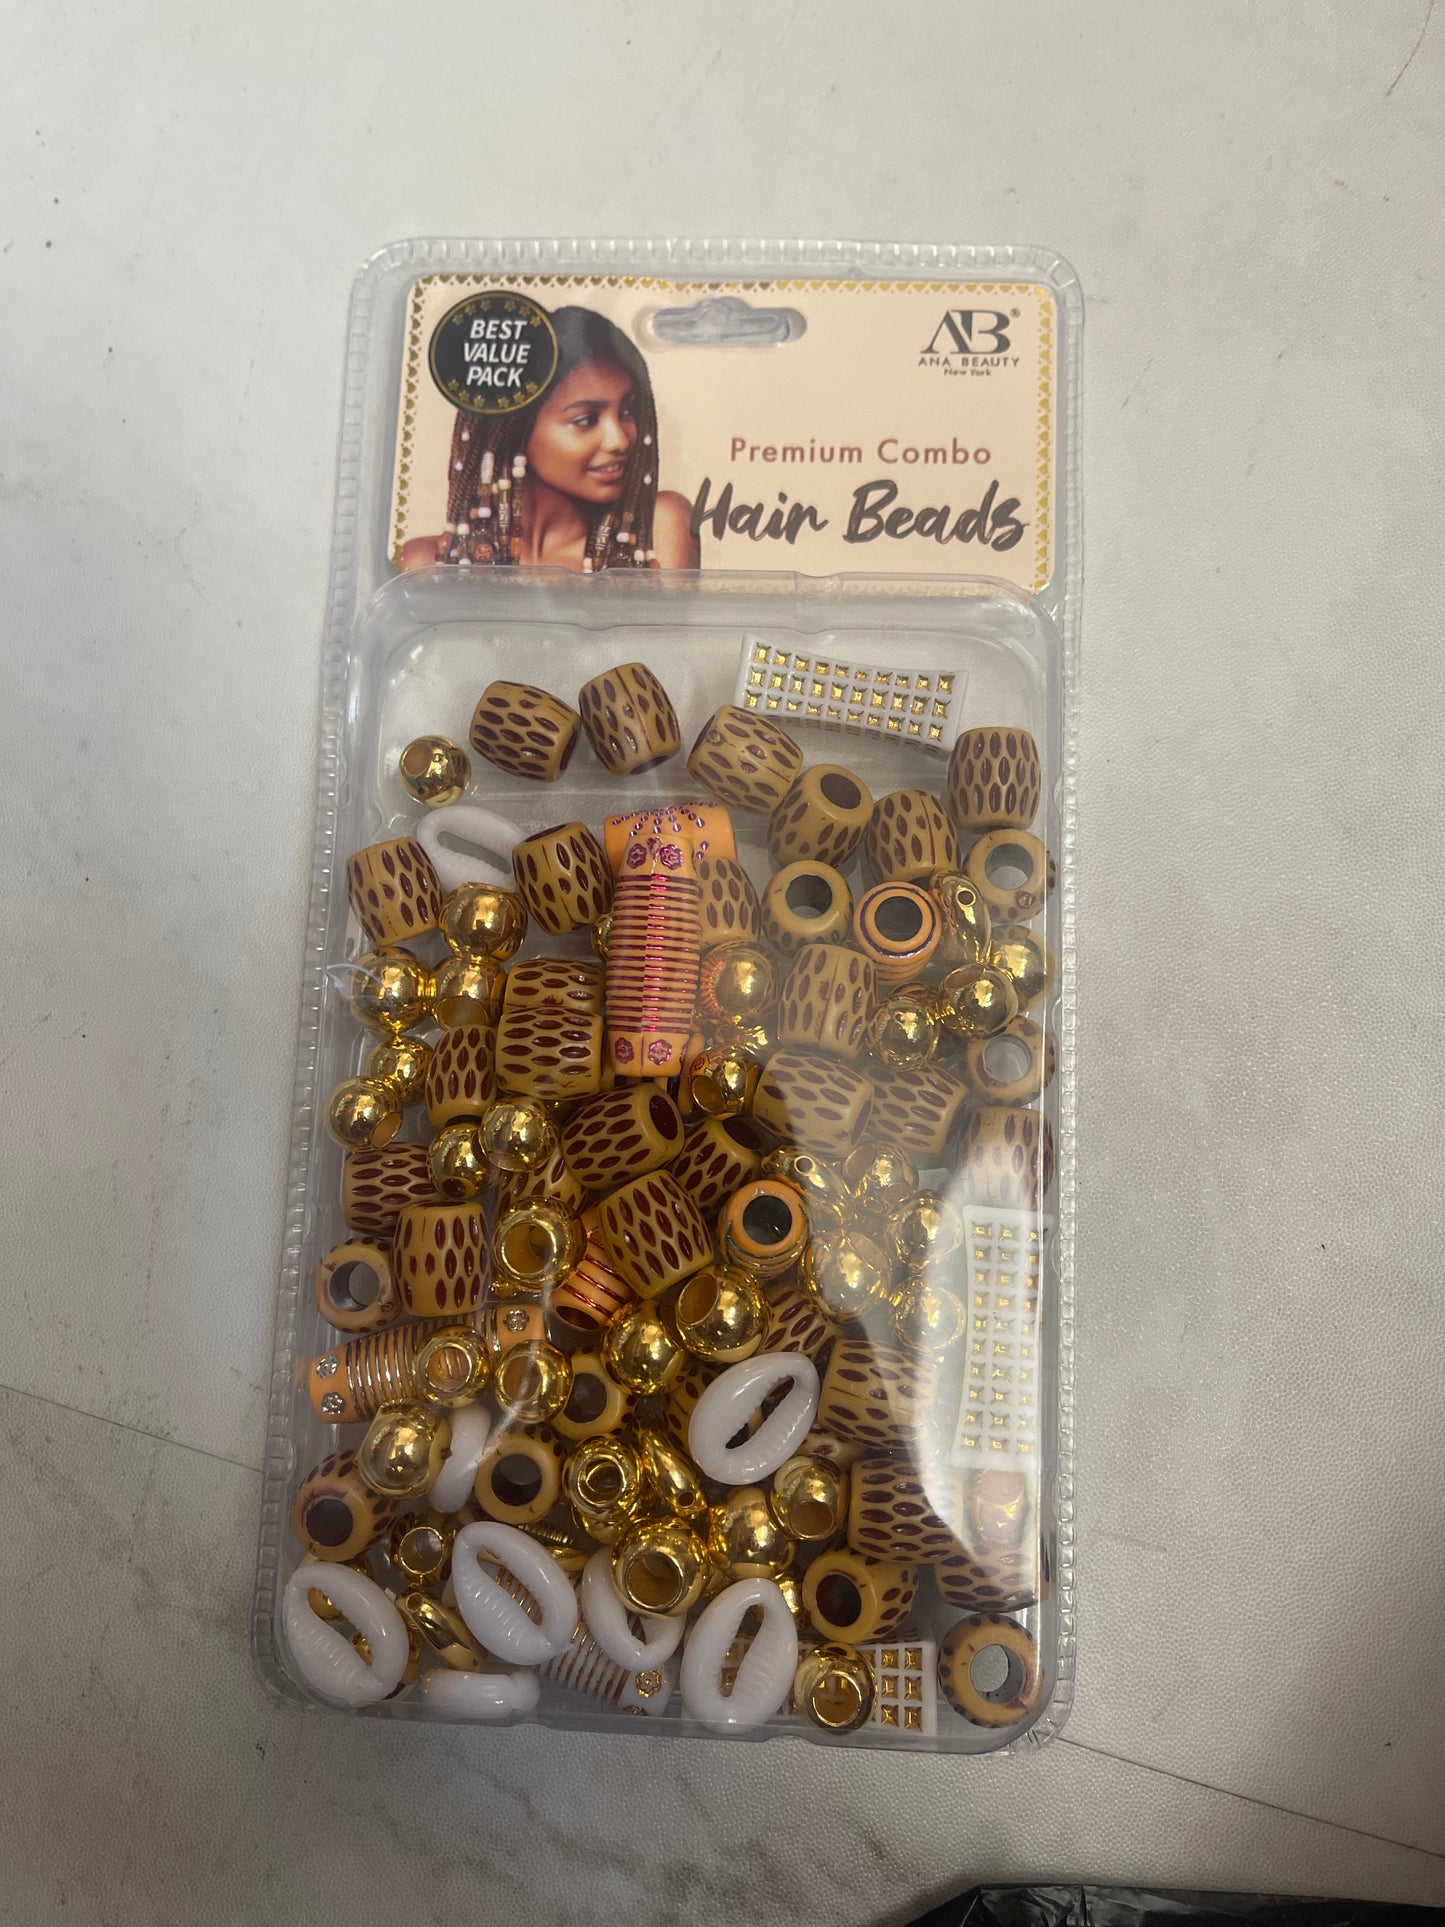 BEST
VALUE
PACK
AB®
ANA BEAUTY
New York
Premium Combo
Hair Beads